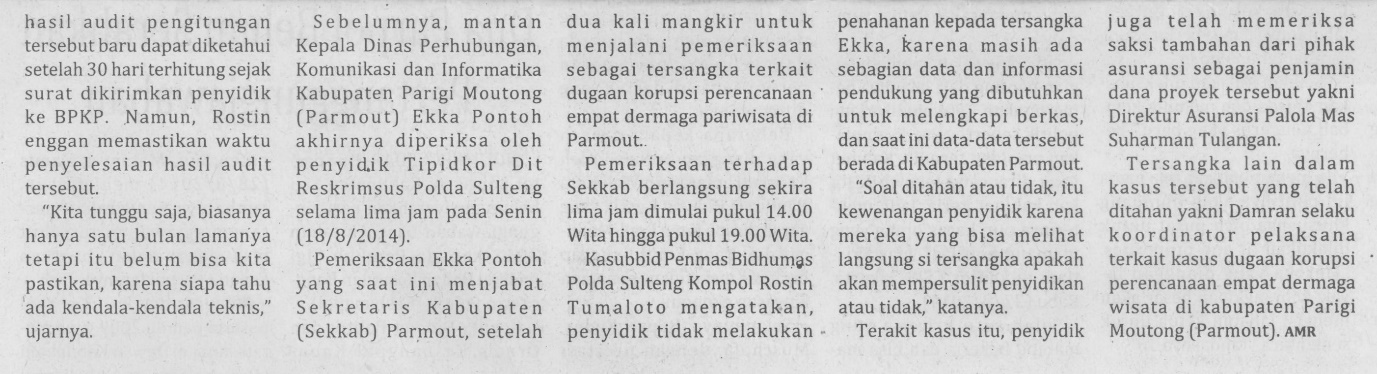 hasil audit pengitungan
tersebut baru dapat diketahui
setelah 30 hari terhitung sejak
surat dikirimkan penyidik
ke BPKP. Namun, Rostin
enggan memastikan waktu
penyelesaian hasil audit
tersebut.
“Kita tunggu saja, biasanya
hanya satu bulan lamanya
tetapi itu belum bisa kita
pastikan, karena siapa tahu
ada kendala-kendala teknis,”
ujarnya.
Sebelumnya, mantan
Kepala Dinas Perhubungan,
Komunikasi dan Informatika
Kabupaten Parigi Moutong
(Parmout) Ekka Pontoh
akhirnya diperiksa oleh
penyidik Tipidkor Dit
Reskrimsus Polda Sulteng
selama lima jam pada Senin
(18/8/2014).
Pemeriksaan Ekka Pontoh
yang saat ini menjabat
Sekretaris Kabupaten
(Sekkab) Parmout, setelah
dua kali mangkir untuk
menjalani pemeriksaan
sebagai tersangka terkait
dugaan korupsi perencanaan
empat dermaga pariwisata di
Parmout..
Pemeriksaan terhadap
Sekkab berlangsung sekira
lima jam dimulai pukul 14.00
Wita hingga pukul 19.00 Wita.
Kasubbid Penmas Bidhumas
Polda Sulteng Kompol Rostin
Tumaloto mengatakan,
penyidik tidak melakukan
penahanan kepada tersangka
Ekka, karena masih ada
sebagian data dan informasi
pendukung yang dibutuhkan
untuk melengkapi berkas,
dan saat ini data-data tersebut
berada di Kabupaten Parmout.
“Soal ditahan atau tidak, itu
kewenangan penyidik karena
mereka yang bisa melihat
langsung si tersangka apakah
akan mempersulit penyidikan
atau tidak,” katanya.
Terakit kasus itu, penyidik
juga telah memeriksa
saksi tambahan dari pihak
asuransi sebagai penjamin
dana proyek tersebut yakni
Direktur Asuransi Palola Mas
Suharman Tulangan.
Tersangka lain dalam
kasus tersebut yang telah
ditahan yakni Damran selaku
koordinator pelaksana
terkait kasus dugaan korupsi
perencanaan empat dermaga
wisata di kabupaten Parigi
Moutong (Parmout). AMR